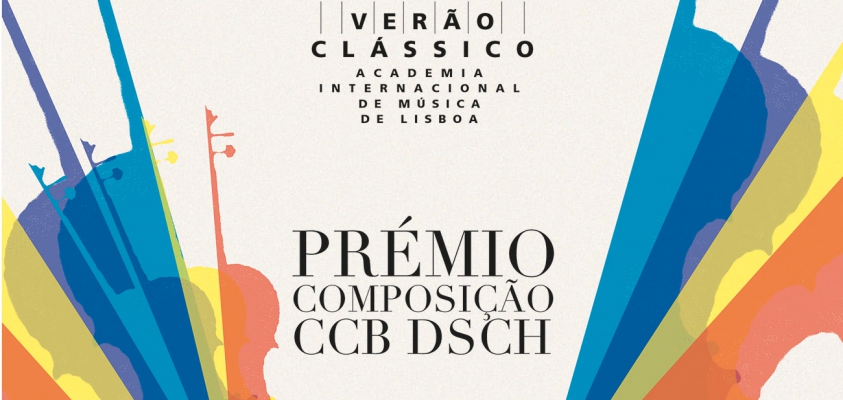 VERÃO
CLÁSSICO
ACADEMIA
INTERNACIONAL
DE MÚSICA
DE LISBOA
PRÉMIO
COMPOSIÇÃO
CCB DSCH